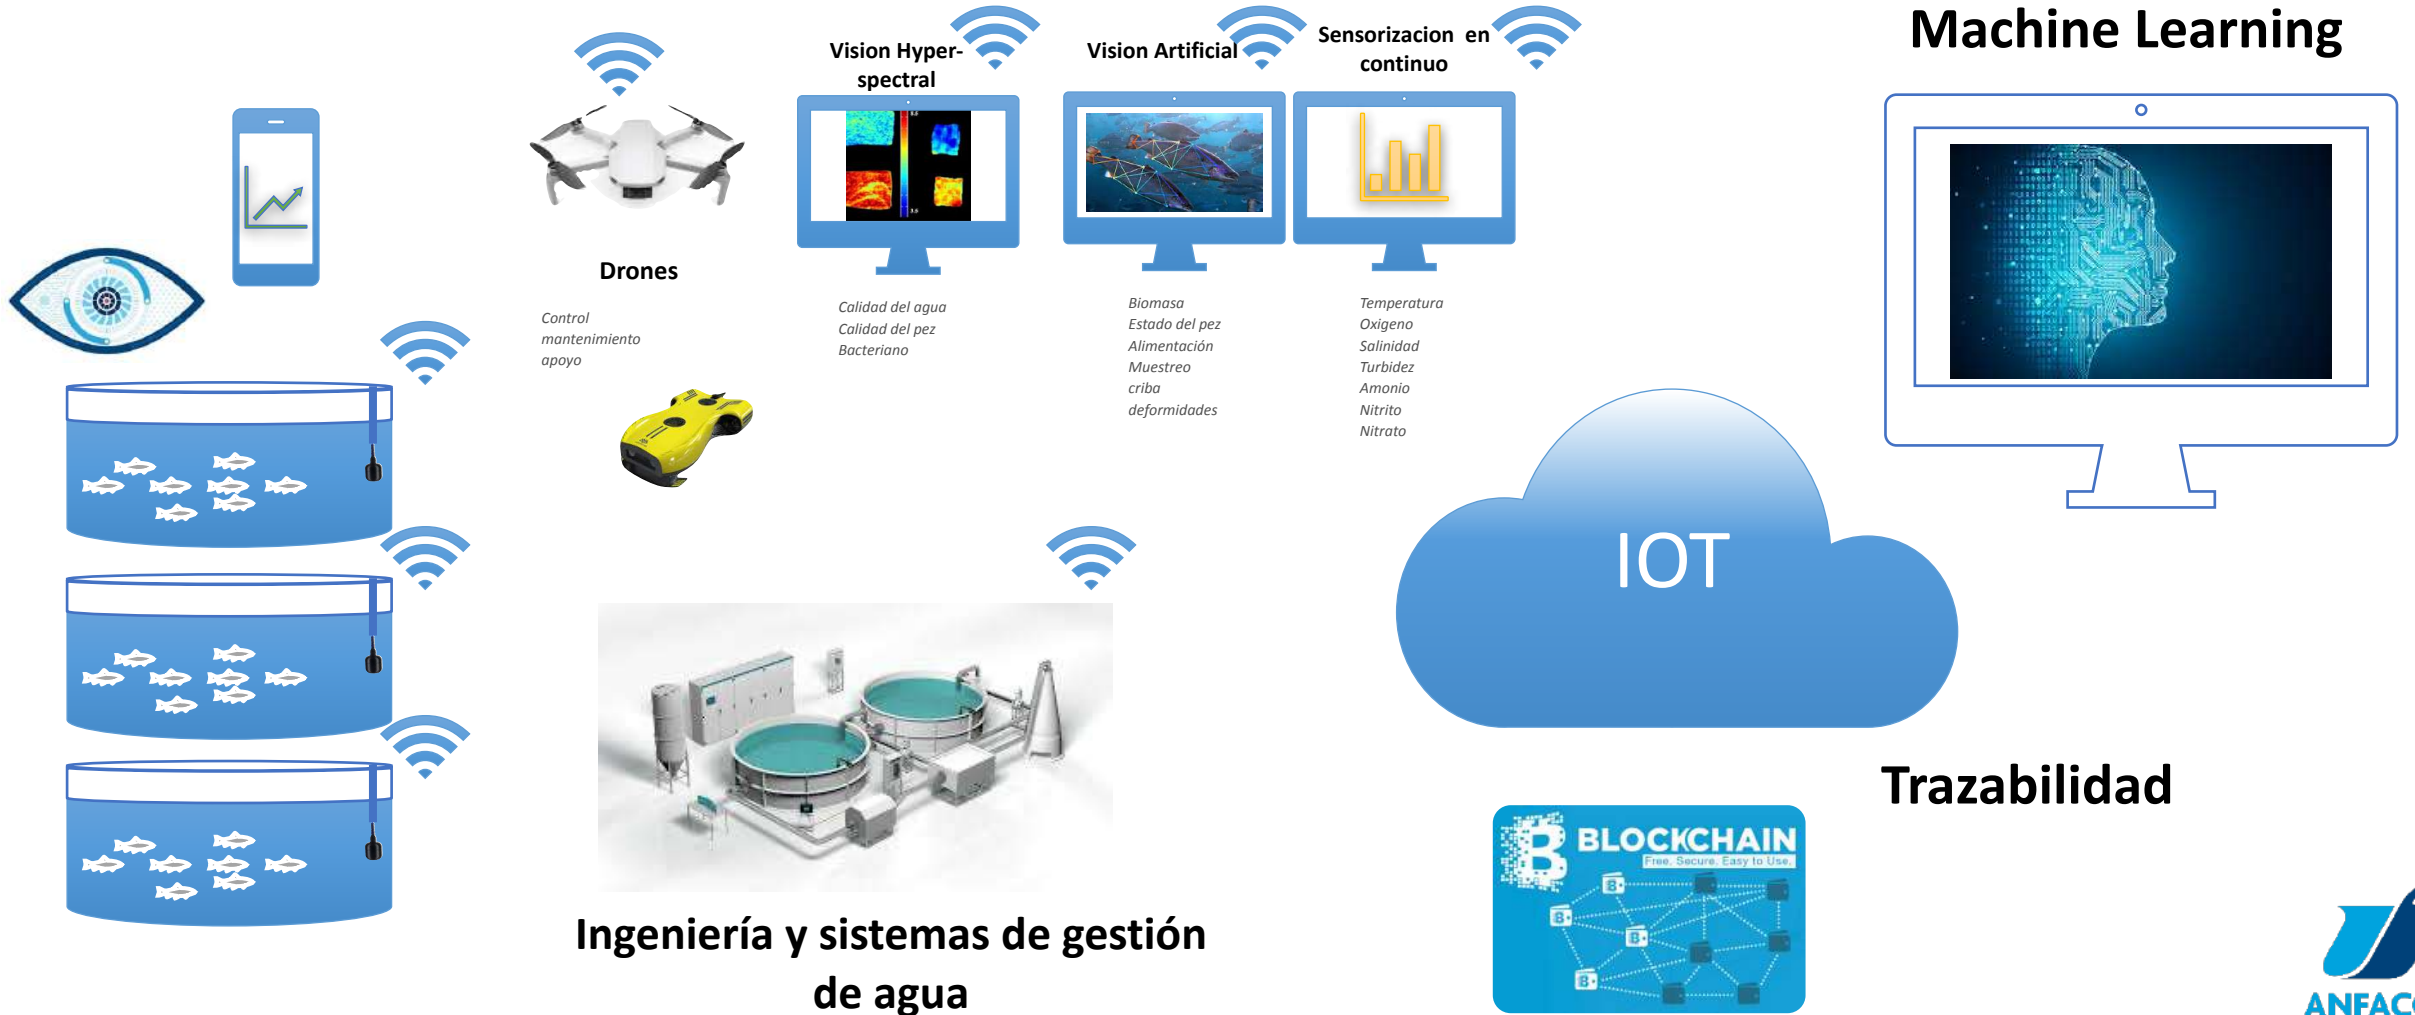 Machine Learning
Vision Hyper-
spectral
Vision Artificial
Sensorizacion en
continuo
Drones
Control
mantenimiento
apoyo
Calidad del agua
Calidad del pez
Bacteriano
Biomasa
Estado del pez
Alimentación
Muestreo
criba
deformidades
Temperatura
Oxigeno
Salinidad
Turbidez
Amonio
Nitrito
Nitrato
IOT
Trazabilidad
BLOCKCHAIN
Free. Secure. Easy to Use.
Ingeniería y sistemas de gestión
de agua